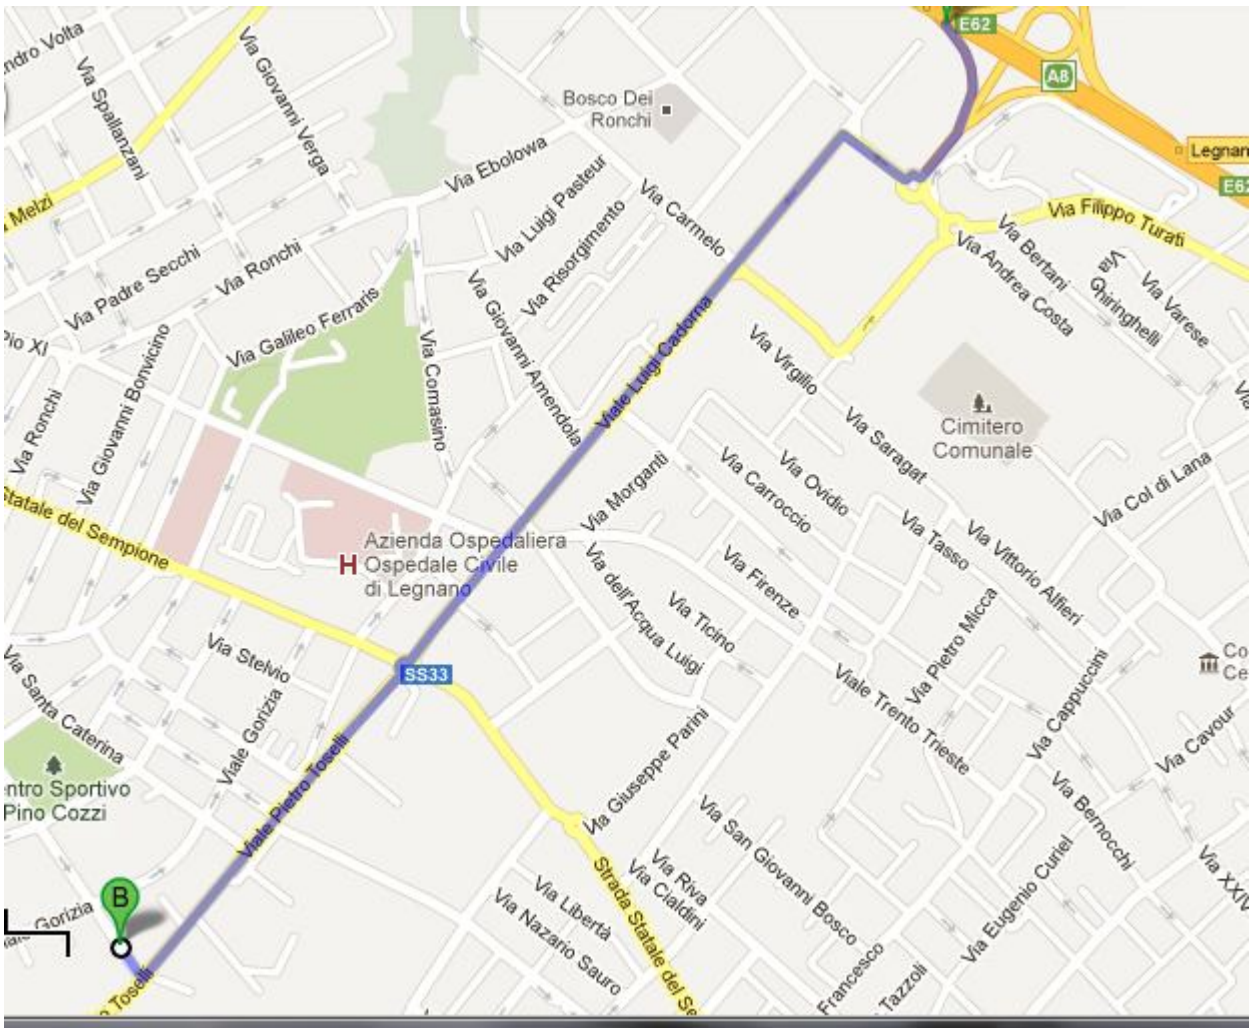 E62
andro Volta
Via Giovanni Verga
Via Spallanzani
A8
Bosco Dei
Ronchi
Legnan
E62
Via Ebolowa
Via Luigi Pasteur
Via Carmelo
Melzi
Via Risorgimento
Via Filippo Turati
Via Bertani
Via Andrea Costa
Via Padre Secchi
Via Ronchi
Via Ghiringhelli
Via Varese
Via Galileo Ferraris
Via Giovanni Amendola
Viale Luigi Cadorna
Pio XI
Via Giovanni Bonvicino
Via Comasino
Via Virgilio
Via Ronchi
Via Saragat
Cimitero
Comunale
Via
Via Morganti
Via Carroccio
Via Ovidio
Via Col di Lana
Statale del Sempione
H
Azienda Ospedaliera
Ospedale Civile
di Legnano
Via Tasso
Via Vittorio Alfieri
Via dell'Acqua Luigi
Via Firenze
Via Ticino
Via Pietro Micca
Via Stelvio
SS33
Co
Ce
Via Santa Caterina
Viale Gorizia
Viale Trento Trieste
Via Cappuccini
Via Cavour
Via Giuseppe Parini
entro Sportivo
Pino Cozzi
Viale Pietro Toselli
Via Bernocchi
Via San Giovanni Bosco
Strada Statale del Se
Via Riva
Via Cialdini
Via Eugenio Curiel
Via XXIV
B
Via Libertà
Via Nazario Sauro
Gorizia
Francesco
Tazzoli
o Toselli